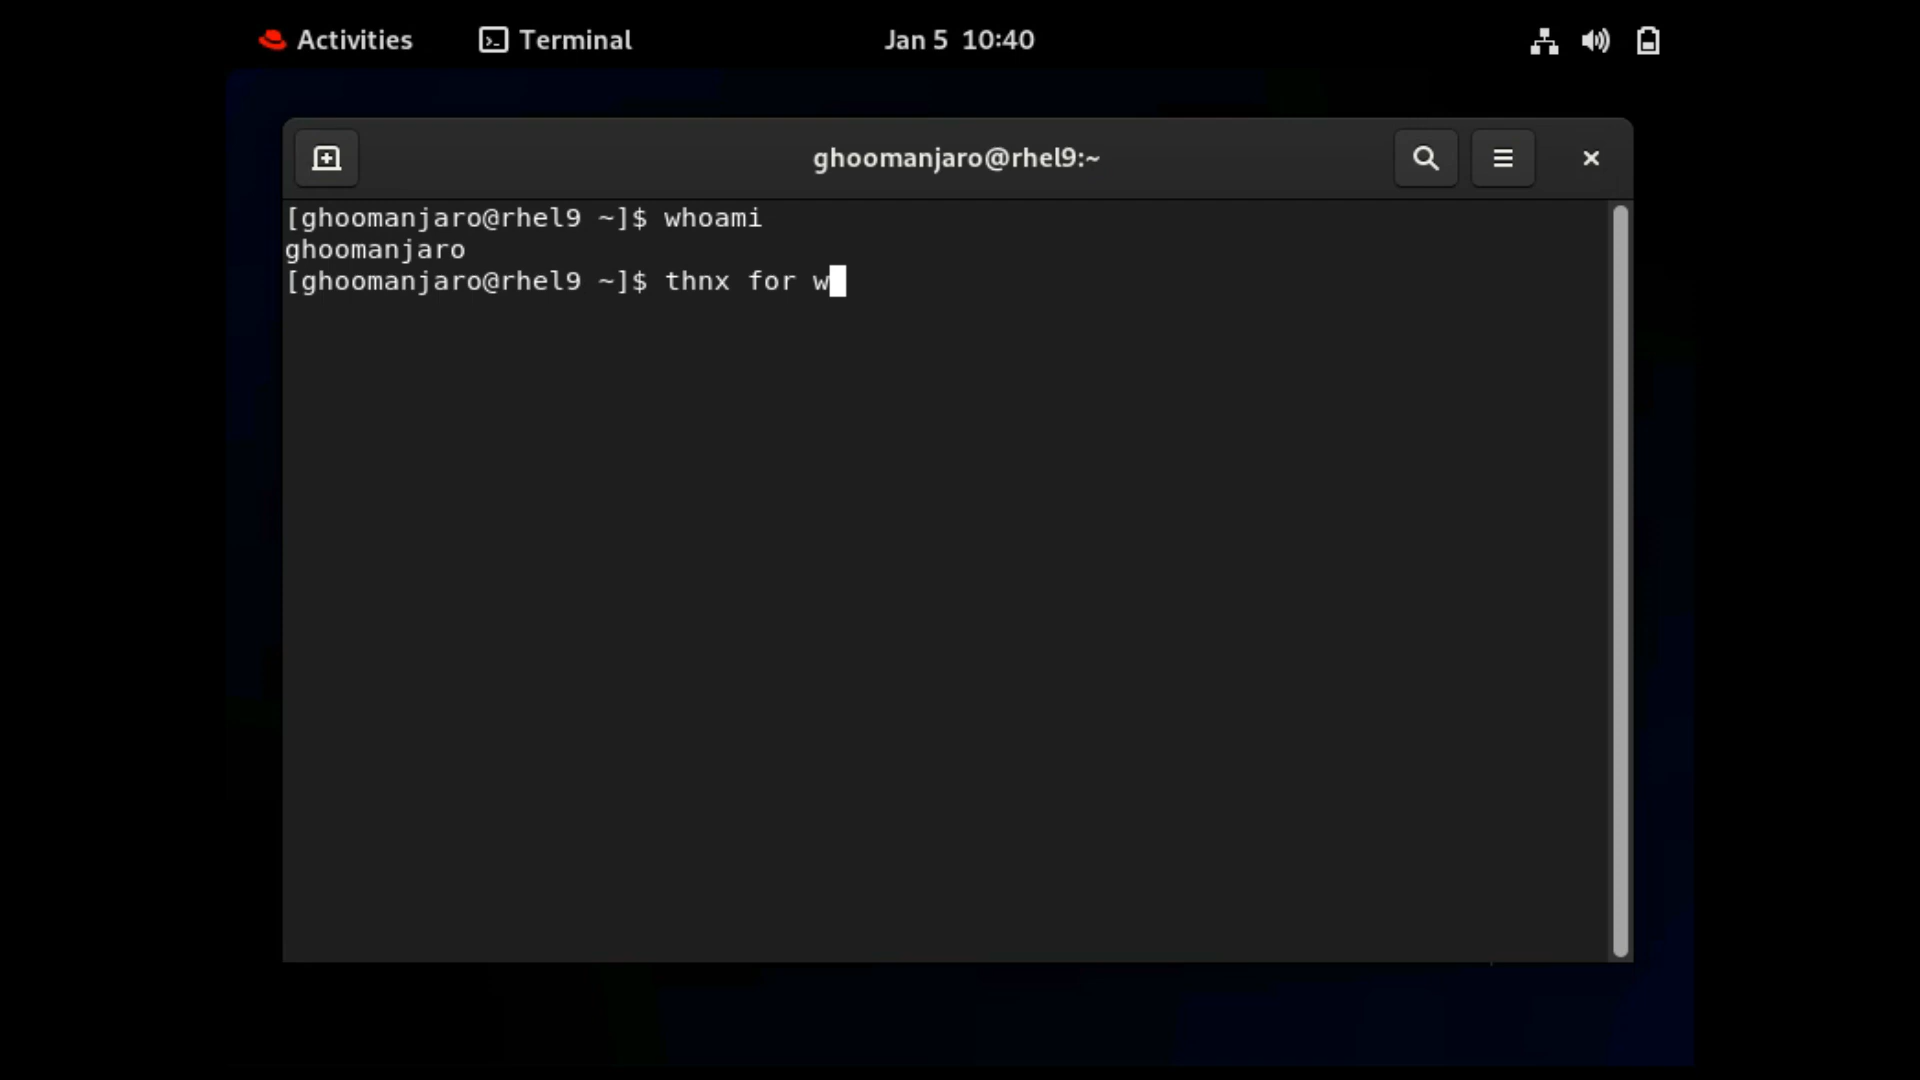 Activities Terminal Jan 5 10:40
ghoomanjaro@rhel9:~
[ghoomanjaro@rhel9 ~]$ whoami
ghoomanjaro
[ghoomanjaro@rhel9 ~]$ thnx for w